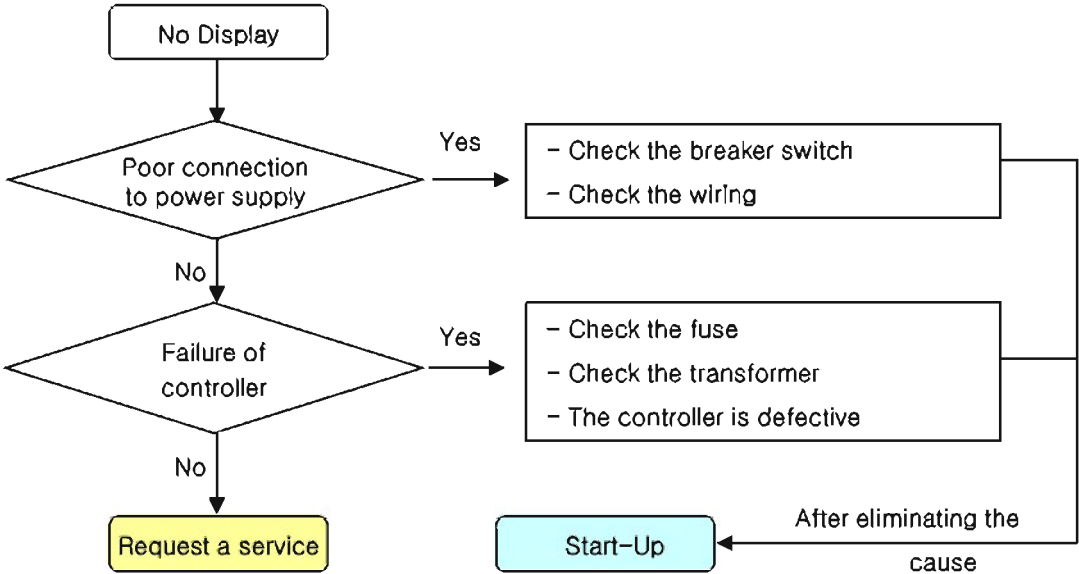 No Display
Poor connection
to power supply
Yes
- Check the breaker switch
- Check the wiring
No
Failure of
controller
Yes
- Check the fuse
- Check the transformer
- The controller is defective
No
Request a service
Start-Up
After eliminating the
cause